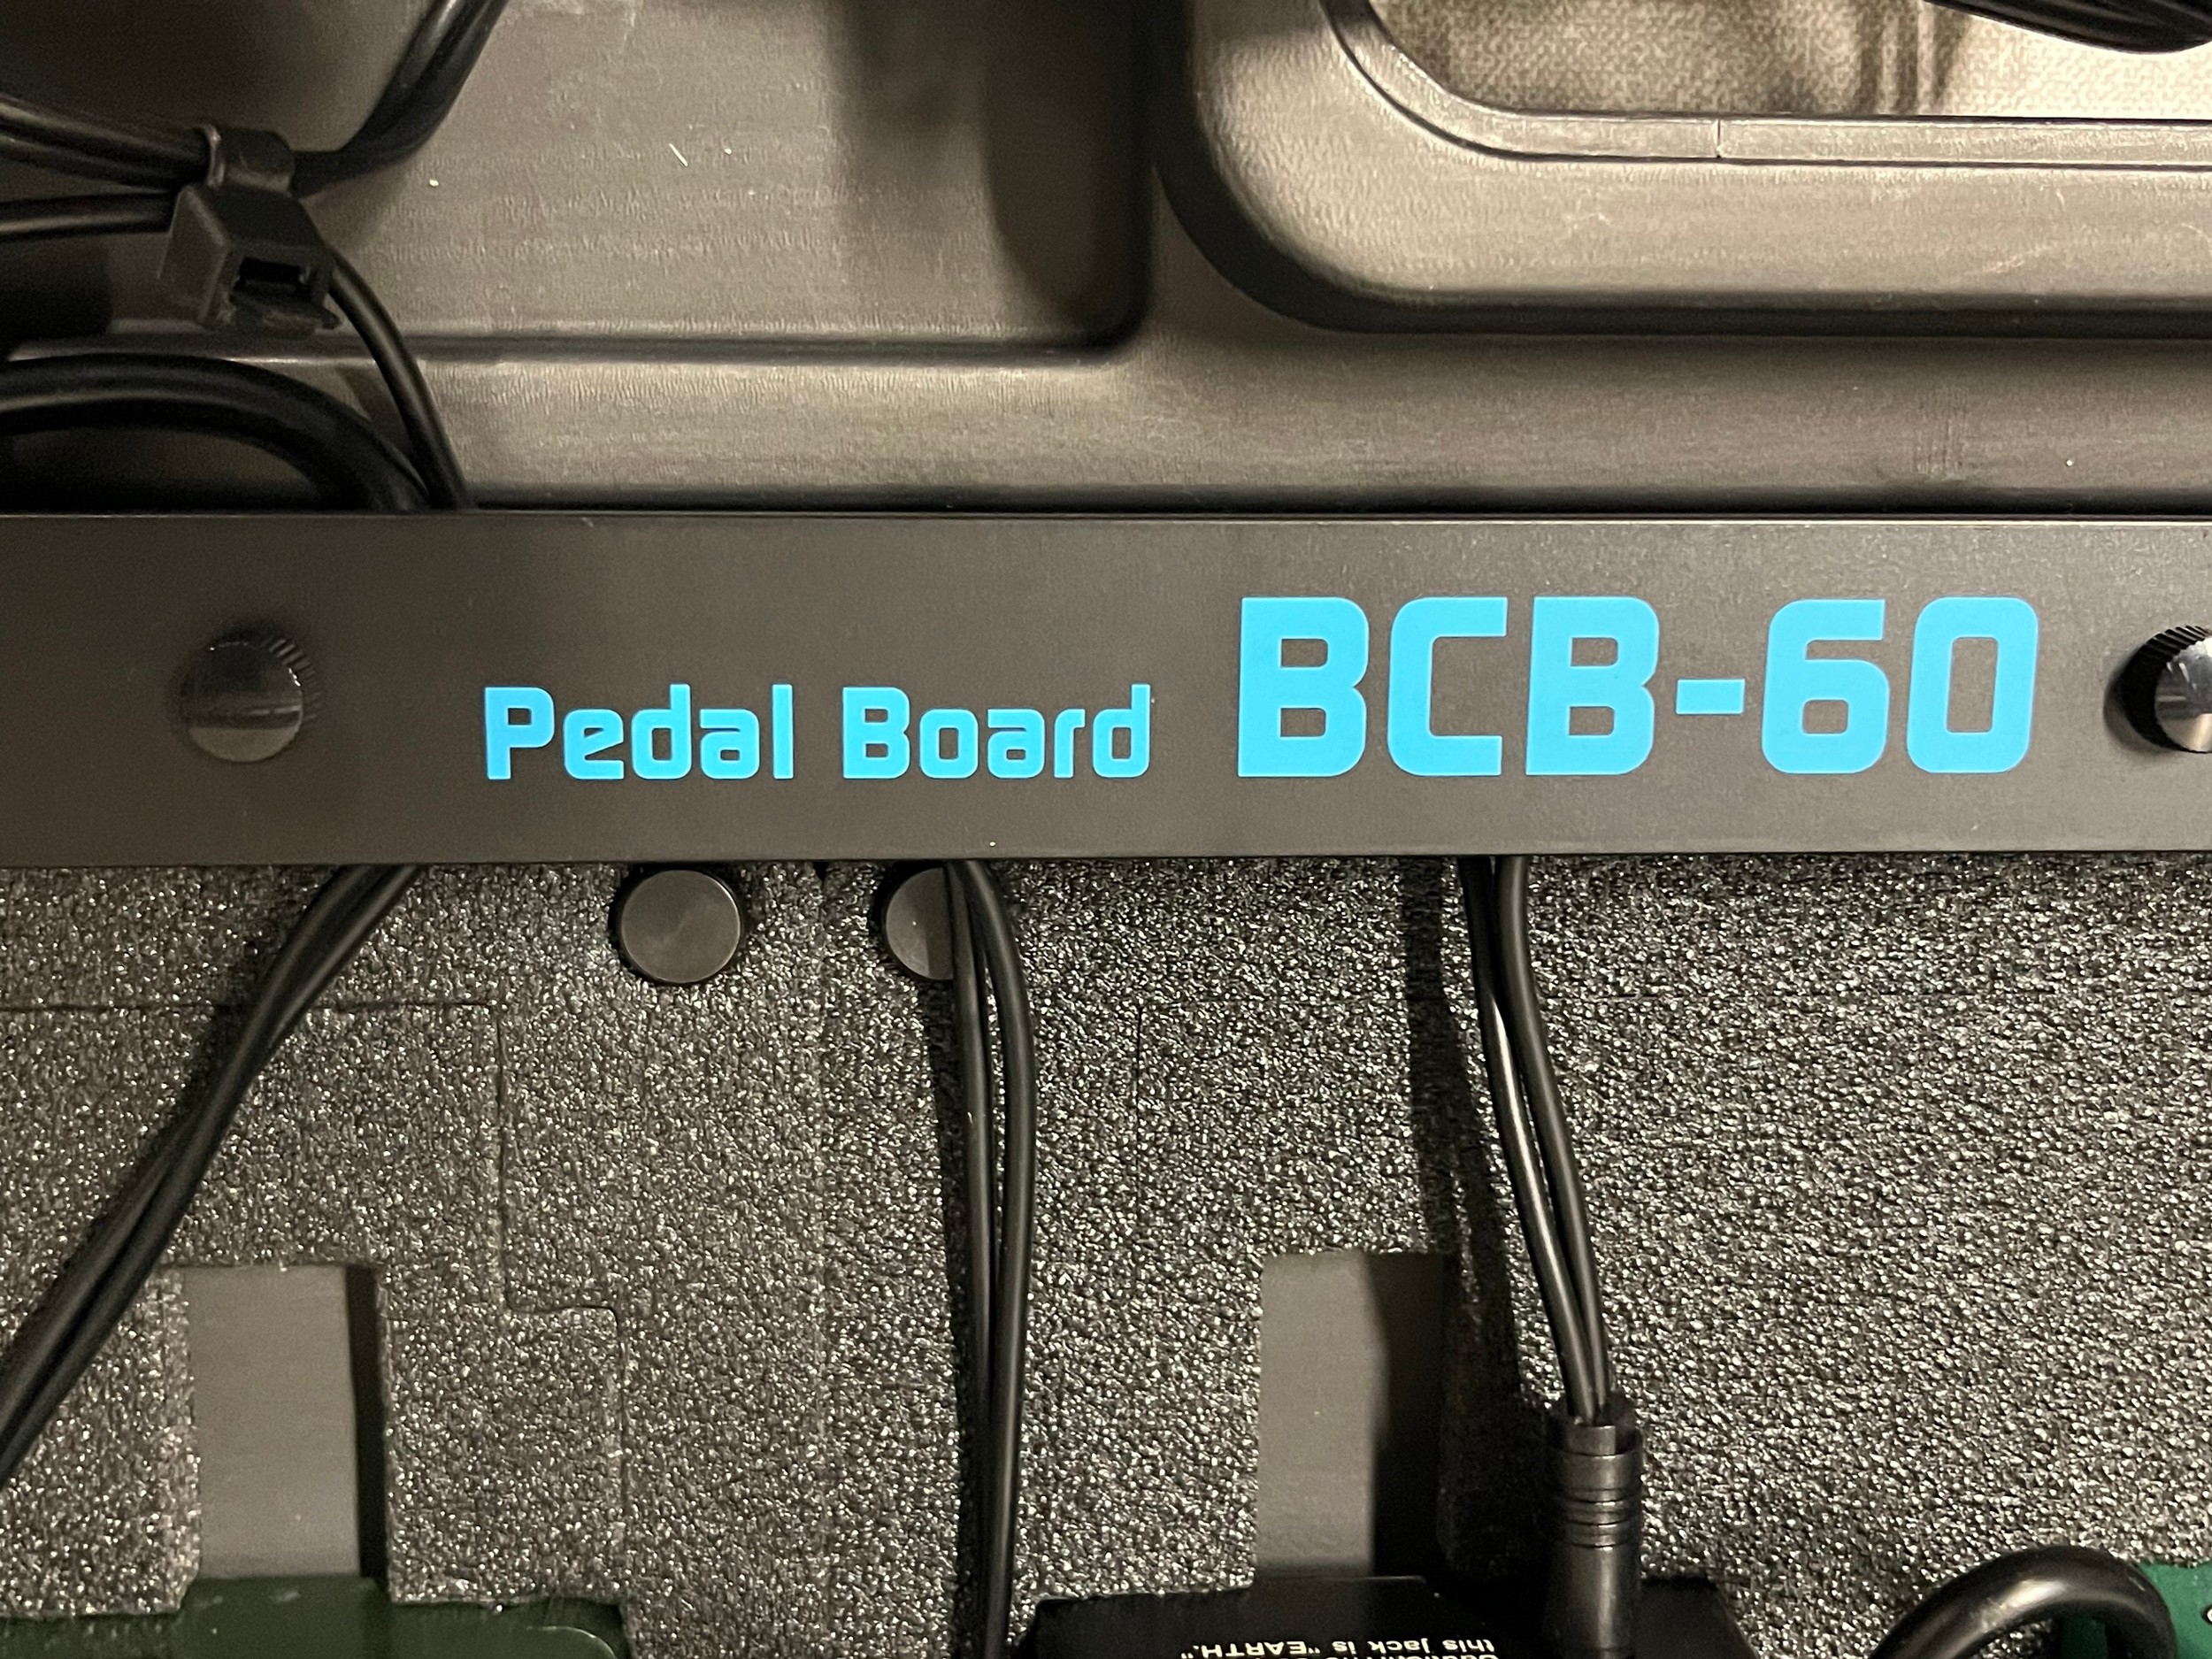 Pedal Board BCB-60
this jack is "EARTH."